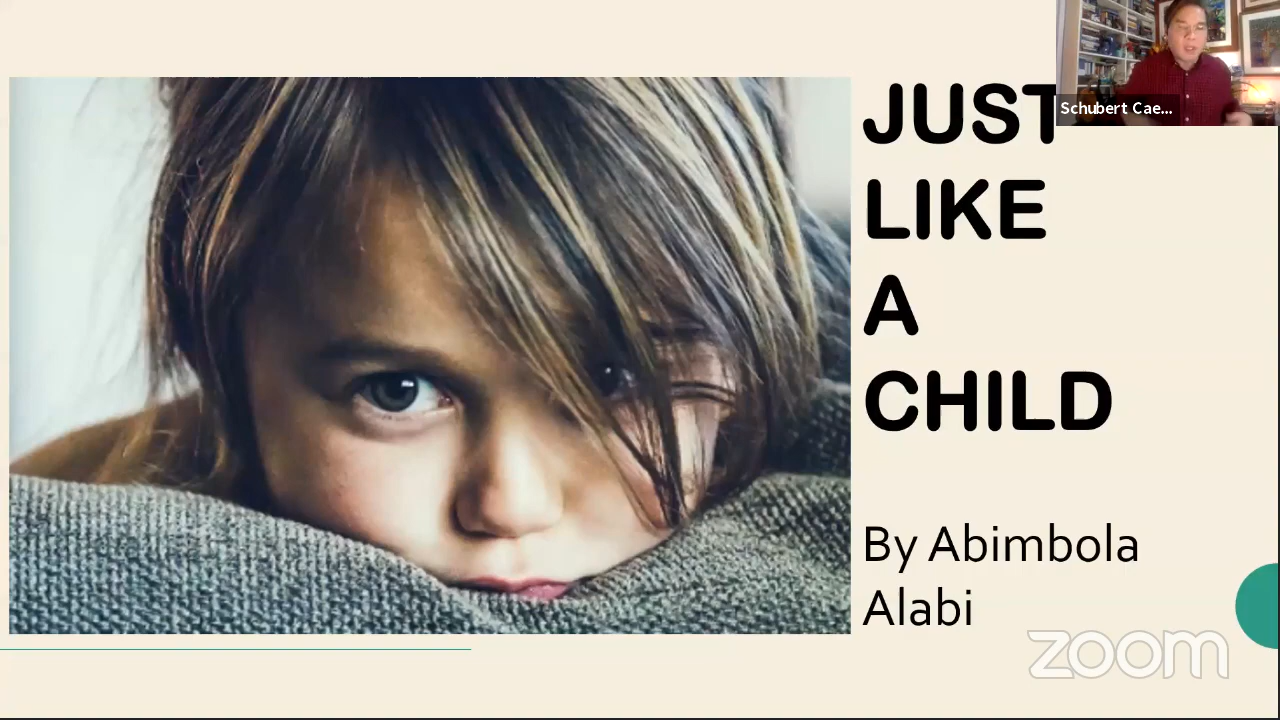 JUST
LIKE
A
CHILD
By Abimbola
Alabi
Schubert Cae...
zoom